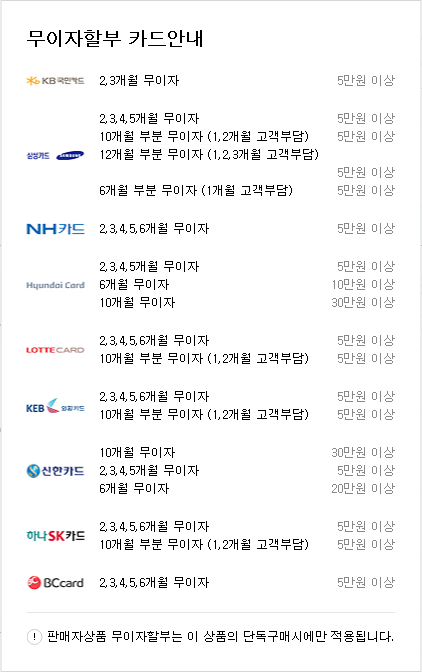 무이자할부 카드안내
KB국민카드 2,3개월 무이자 5만원 이상
2,3,4,5개월 무이자 5만원 이상
10개월 부분 무이자 (1,2개월 고객부담) 5만원 이상
삼성카드 SAMSUNG 12개월 부분 무이자 (1,2,3개월 고객부담)
5만원 이상
6개월 부분 무이자 (1개월 고객부담) 5만원 이상
NH카드 2,3,4,5,6개월 무이자 5만원 이상
2,3,4,5개월 무이자 5만원 이상
Hyundai Card 6개월 무이자 10만원 이상
10개월 무이자 30만원 이상
LOTTE CARD 2,3,4,5,6개월 무이자 5만원 이상
10개월 부분 무이자 (1,2개월 고객부담) 5만원 이상
KEB 외환카드 2,3,4,5,6개월 무이자 5만원 이상
10개월 부분 무이자 (1,2개월 고객부담) 5만원 이상
10개월 무이자 30만원 이상
신한카드 2,3,4,5개월 무이자 5만원 이상
6개월 무이자 20만원 이상
하나SK카드 2,3,4,5,6개월 무이자 5만원 이상
10개월 부분 무이자 (1,2개월 고객부담) 5만원 이상
BCcard 2,3,4,5,6개월 무이자 5만원 이상
! 판매자상품 무이자할부는 이 상품의 단독구매시에만 적용됩니다.